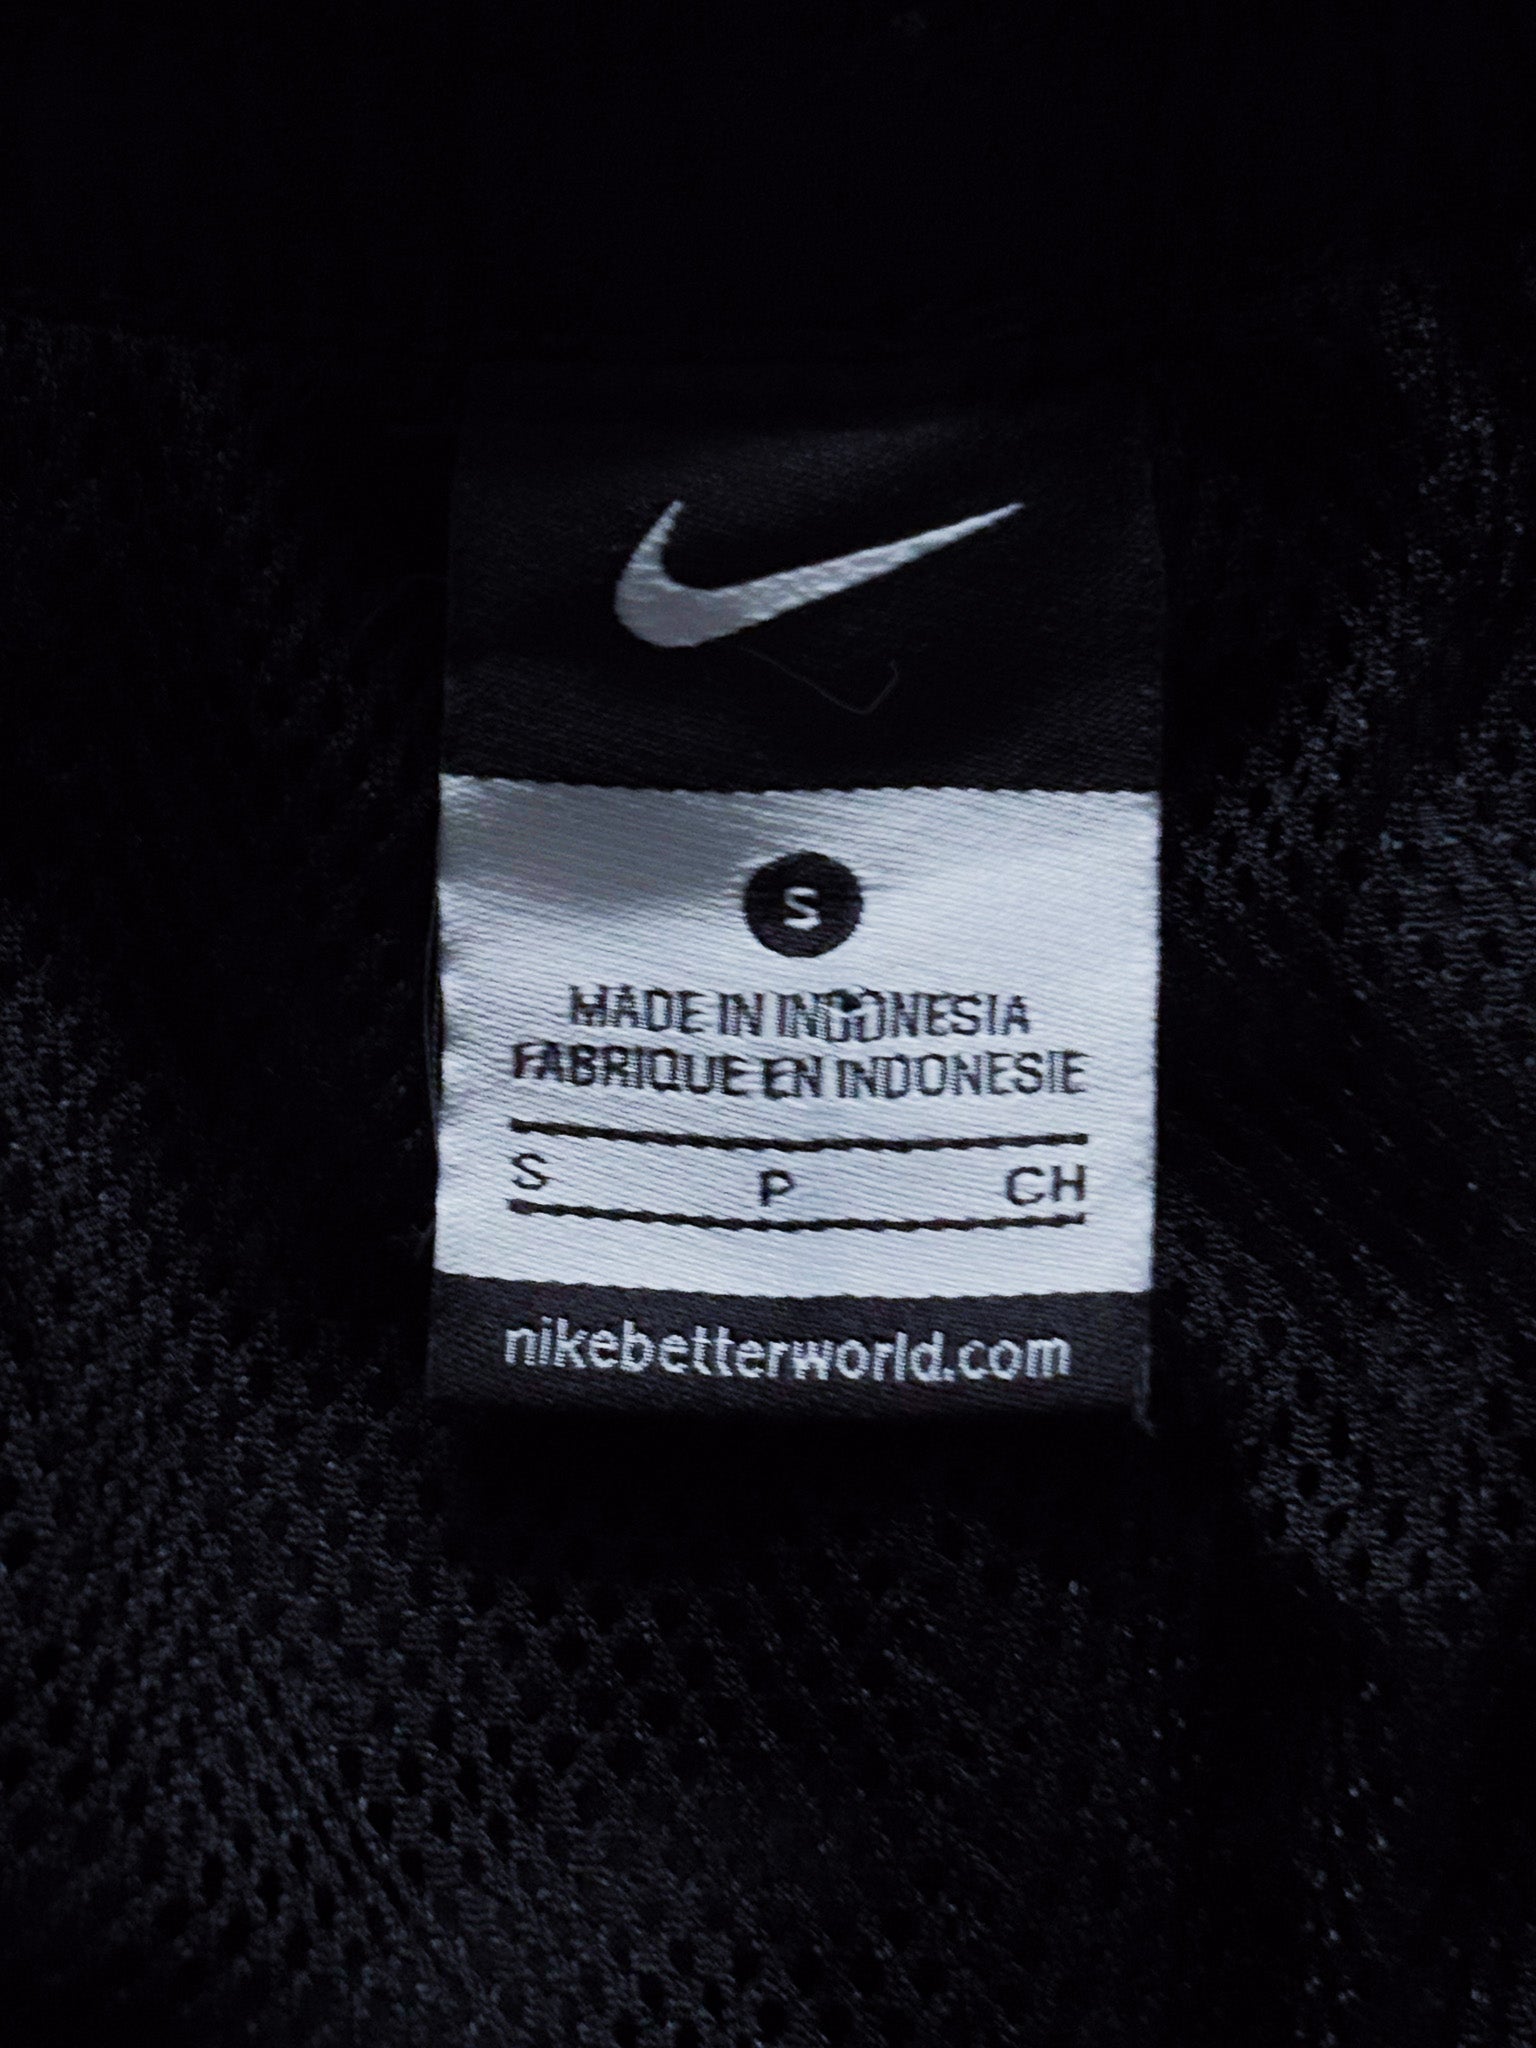 S
MADE IN INDONESIA
FABRIQUE EN INDONESIE
S P CH
nikebetterworld.com